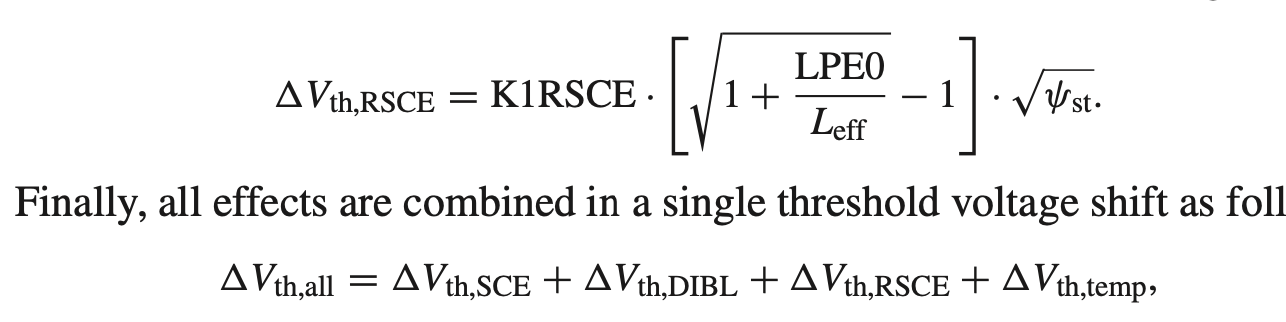 ΔV_th,RSCE = K1RSCE · [√(1 + LPE0/L_eff) − 1] · √ψ_st.
Finally, all effects are combined in a single threshold voltage shift as foll
ΔV_th,all = ΔV_th,SCE + ΔV_th,DIBL + ΔV_th,RSCE + ΔV_th,temp,